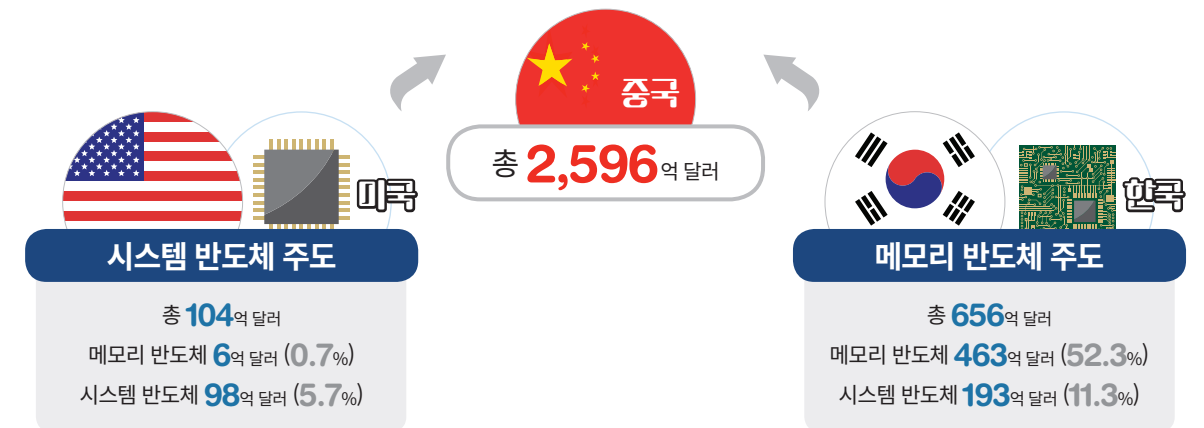 중국
총 2,596억 달러
미국
시스템 반도체 주도
총 104억 달러
메모리 반도체 6억 달러 (0.7%)
시스템 반도체 98억 달러 (5.7%)
한국
메모리 반도체 주도
총 656억 달러
메모리 반도체 463억 달러 (52.3%)
시스템 반도체 193억 달러 (11.3%)